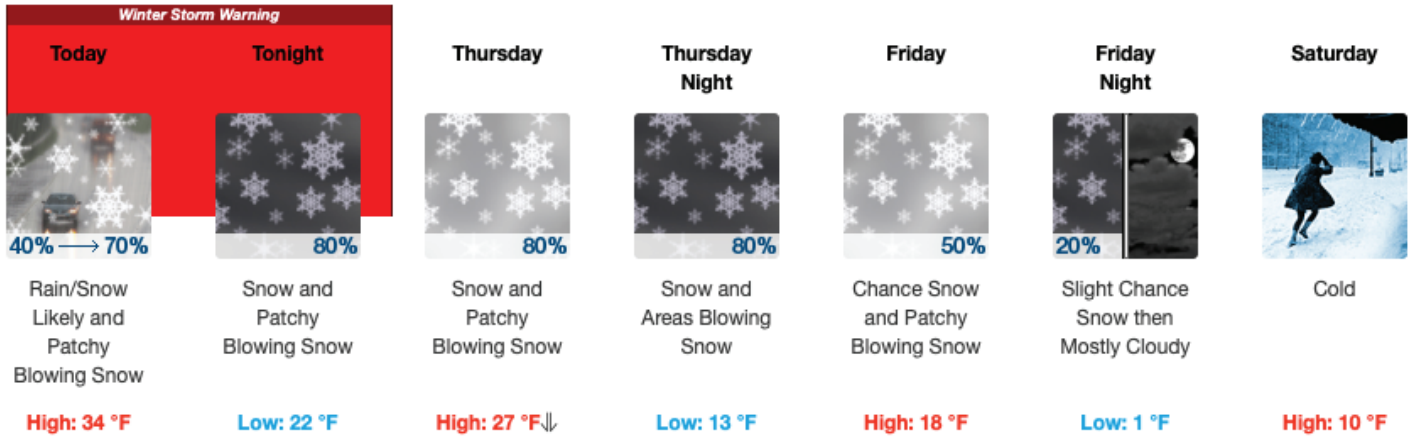 Winter Storm Warning
Today
Tonight
Thursday
Thursday
Night
Friday
Friday
Night
Saturday
40% → 70%
80%
80%
80%
50%
20%
Rain/Snow
Likely and
Patchy
Blowing Snow
Snow and
Patchy
Blowing Snow
Snow and
Patchy
Blowing Snow
Snow and
Areas Blowing
Snow
Chance Snow
and Patchy
Blowing Snow
Slight Chance
Snow then
Mostly Cloudy
Cold
High: 34 °F
Low: 22 °F
High: 27 °F⇓
Low: 13 °F
High: 18 °F
Low: 1 °F
High: 10 °F